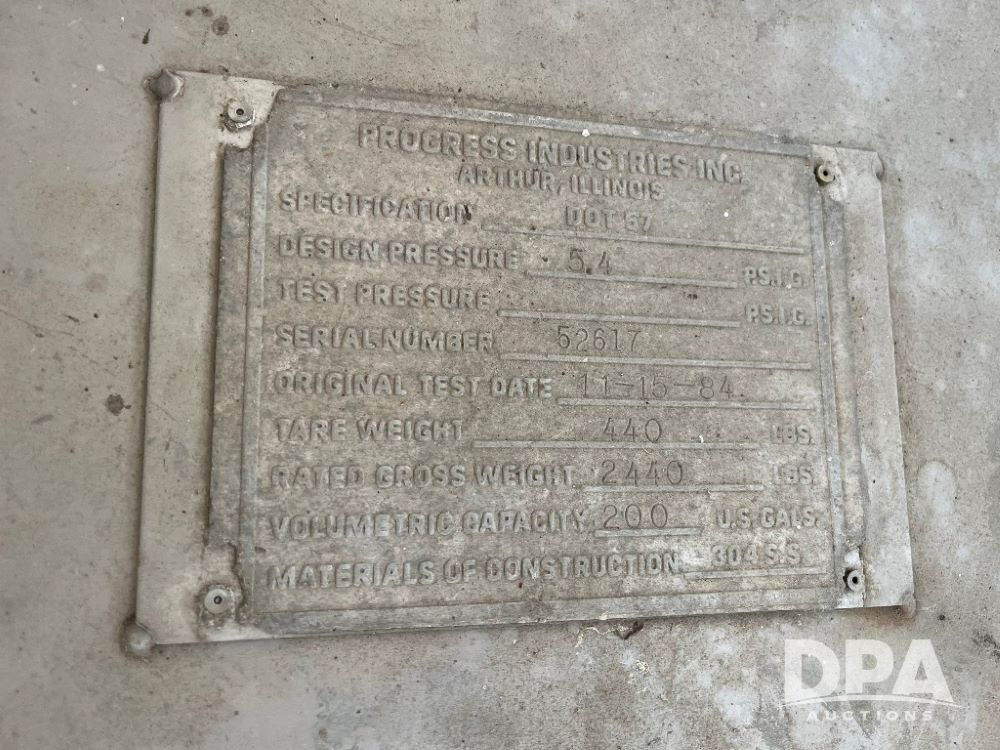 PROGRESS INDUSTRIES INC.
ARTHUR, ILLINOIS
SPECIFICATION DOT 57
DESIGN PRESSURE 5.4 P.S.I.G.
TEST PRESSURE P.S.I.G.
SERIAL NUMBER 52617
ORIGINAL TEST DATE 11-15-84
TARE WEIGHT 440 LBS.
RATED GROSS WEIGHT 2440 LBS.
VOLUMETRIC CAPACITY 200 U.S. GALS.
MATERIALS OF CONSTRUCTION 304 S.S.
DPA
AUCTIONS